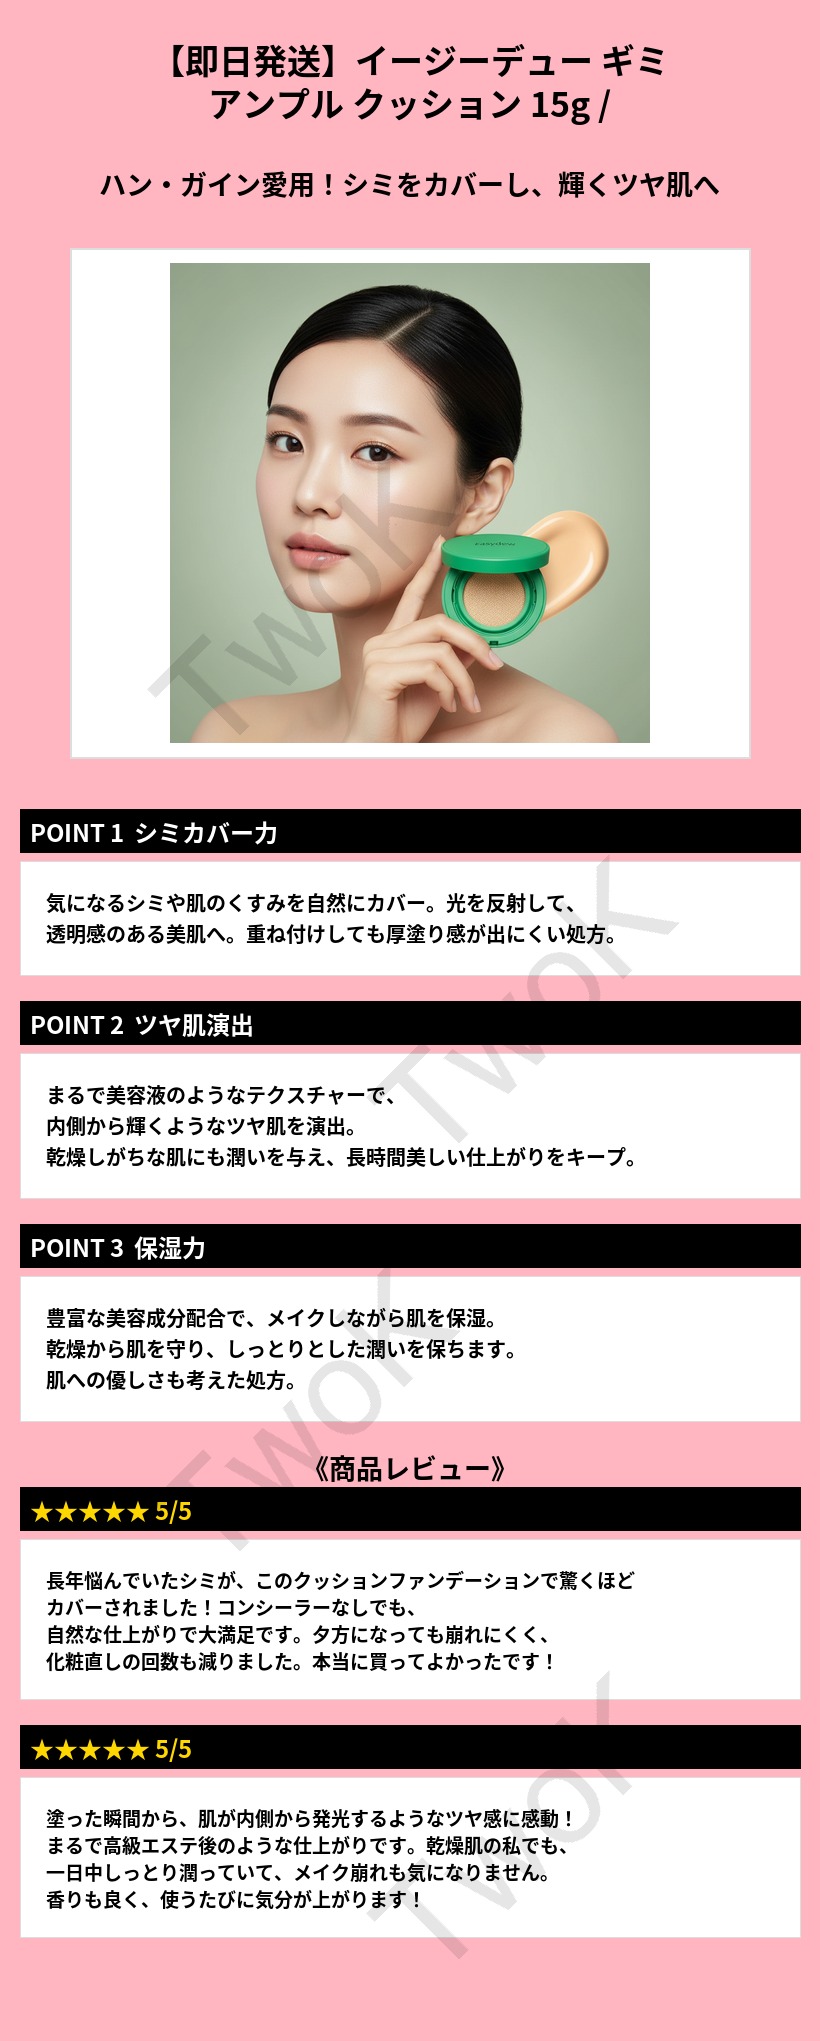 【即日発送】イージーデュー ギミ
アンプル クッション 15g /
ハン・ガイン愛用！シミをカバーし、輝くツヤ肌へ
easydew
TwoK
POINT 1 シミカバー力
気になるシミや肌のくすみを自然にカバー。光を反射して、
透明感のある美肌へ。重ね付けしても厚塗り感が出にくい処方。
TwoK
POINT 2 ツヤ肌演出
まるで美容液のようなテクスチャーで、
内側から輝くようなツヤ肌を演出。
乾燥しがちな肌にも潤いを与え、長時間美しい仕上がりをキープ。
POINT 3 保湿力
豊富な美容成分配合で、メイクしながら肌を保湿。
乾燥から肌を守り、しっとりとした潤いを保ちます。
肌への優しさも考えた処方。
TwoK
《商品レビュー》
★★★★★ 5/5
長年悩んでいたシミが、このクッションファンデーションで驚くほど
カバーされました！コンシーラーなしでも、
自然な仕上がりで大満足です。夕方になっても崩れにくく、
化粧直しの回数も減りました。本当に買ってよかったです！
★★★★★ 5/5
塗った瞬間から、肌が内側から発光するようなツヤ感に感動！
まるで高級エステ後のような仕上がりです。乾燥肌の私でも、
一日中しっとり潤っていて、メイク崩れも気になりません。
香りも良く、使うたびに気分が上がります！
TwoK